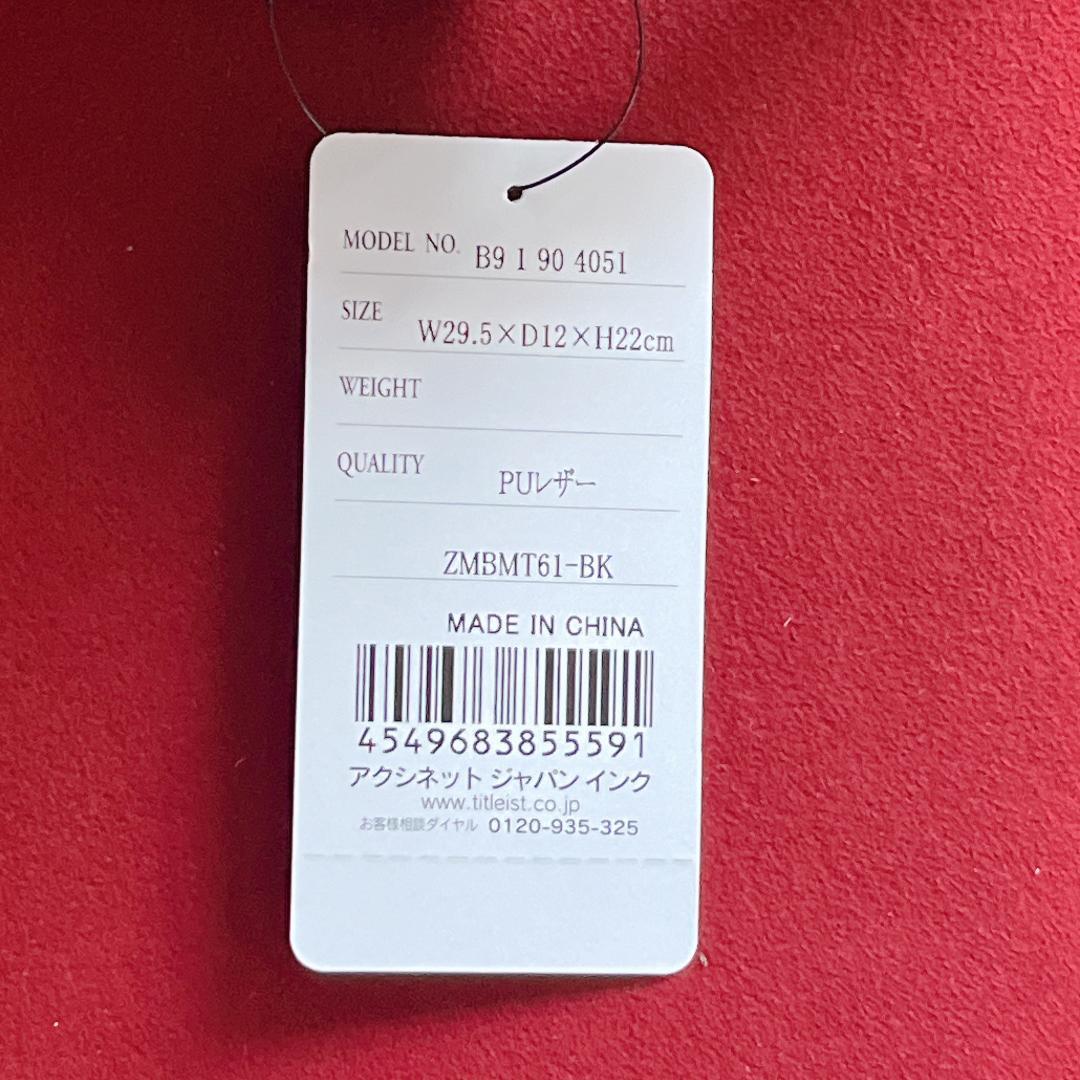 MODEL NO. B9 1 90 4051
SIZE W29.5×D12×H22cm
WEIGHT
QUALITY PUレザー
ZMBMT61-BK
MADE IN CHINA
4549683855591
アクシネット ジャパン インク
www.titleist.co.jp
お客様相談ダイヤル 0120-935-325